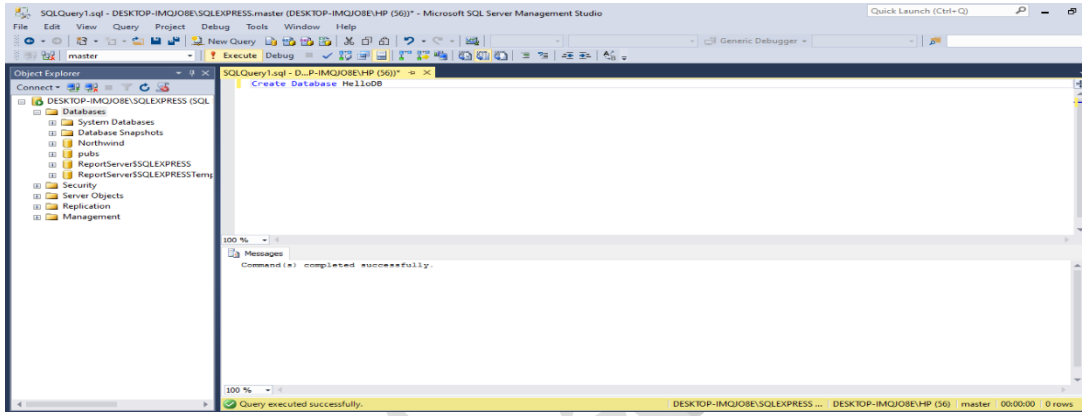 SQLQuery1.sql - DESKTOP-IMQJO8E\SQLEXPRESS.master (DESKTOP-IMQJO8E\HP (56))* - Microsoft SQL Server Management Studio
Quick Launch (Ctrl+Q)
File Edit View Query Project Debug Tools Window Help
New Query
Generic Debugger
master
Execute Debug
Object Explorer
SQLQuery1.sql - D...P-IMQJO8E\HP (56))*
Connect
Create Database HelloDB
DESKTOP-IMQJO8E\SQLEXPRESS (SQL
Databases
System Databases
Database Snapshots
Northwind
pubs
ReportServer$SQLEXPRESS
ReportServer$SQLEXPRESSTemp
Security
Server Objects
Replication
Management
100 %
Messages
Command(s) completed successfully.
100 %
Query executed successfully.
DESKTOP-IMQJO8E\SQLEXPRESS ... DESKTOP-IMQJO8E\HP (56) master 00:00:00 0 rows